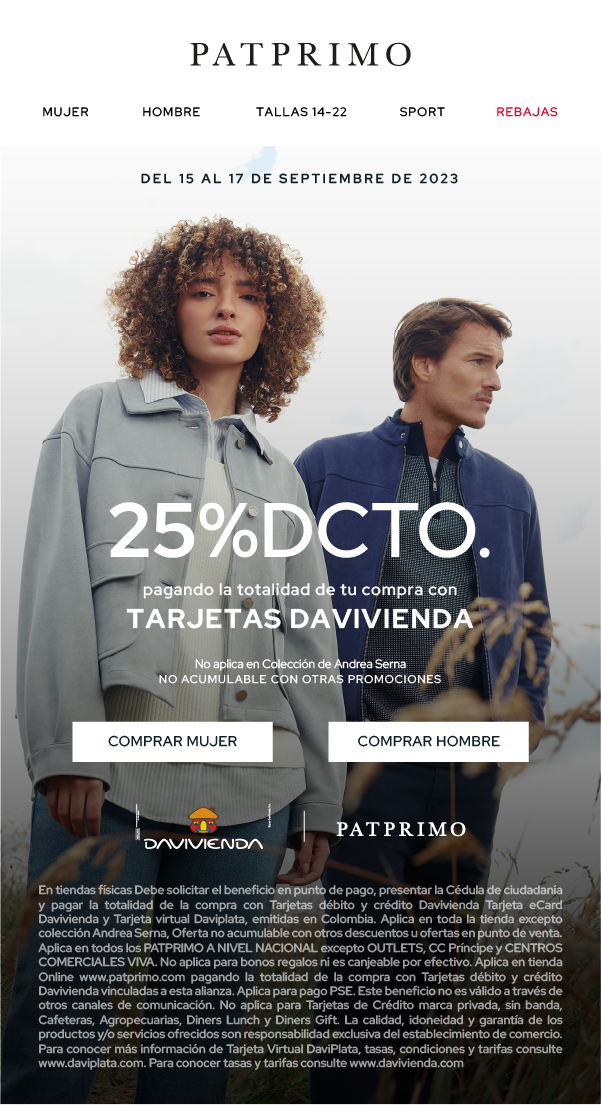 PATPRIMO
MUJER HOMBRE TALLAS 14-22 SPORT REBAJAS
DEL 15 AL 17 DE SEPTIEMBRE DE 2023
25%DCTO.
pagando la totalidad de tu compra con
TARJETAS DAVIVIENDA
No aplica en Colección de Andrea Serna
NO ACUMULABLE CON OTRAS PROMOCIONES
COMPRAR MUJER COMPRAR HOMBRE
DAVIVIENDA PATPRIMO
En tiendas físicas Debe solicitar el beneficio en punto de pago, presentar la Cédula de ciudadanía
y pagar la totalidad de la compra con Tarjetas débito y crédito Davivienda Tarjeta eCard
Davivienda y Tarjeta virtual Daviplata, emitidas en Colombia. Aplica en toda la tienda excepto
colección Andrea Serna, Oferta no acumulable con otros descuentos u ofertas en punto de venta.
Aplica en todos los PATPRIMO A NIVEL NACIONAL excepto OUTLETS, CC Príncipe y CENTROS
COMERCIALES VIVA. No aplica para bonos regalos ni es canjeable por efectivo. Aplica en tienda
Online www.patprimo.com pagando la totalidad de la compra con Tarjetas débito y crédito
Davivienda vinculadas a esta alianza. Aplica para pago PSE. Este beneficio no es válido a través de
otros canales de comunicación. No aplica para Tarjetas de Crédito marca privada, sin banda,
Cafeteras, Agropecuarias, Diners Lunch y Diners Gift. La calidad, idoneidad y garantía de los
productos y/o servicios ofrecidos son responsabilidad exclusiva del establecimiento de comercio.
Para conocer más información de Tarjeta Virtual DaviPlata, tasas, condiciones y tarifas consulte
www.daviplata.com. Para conocer tasas y tarifas consulte www.davivienda.com